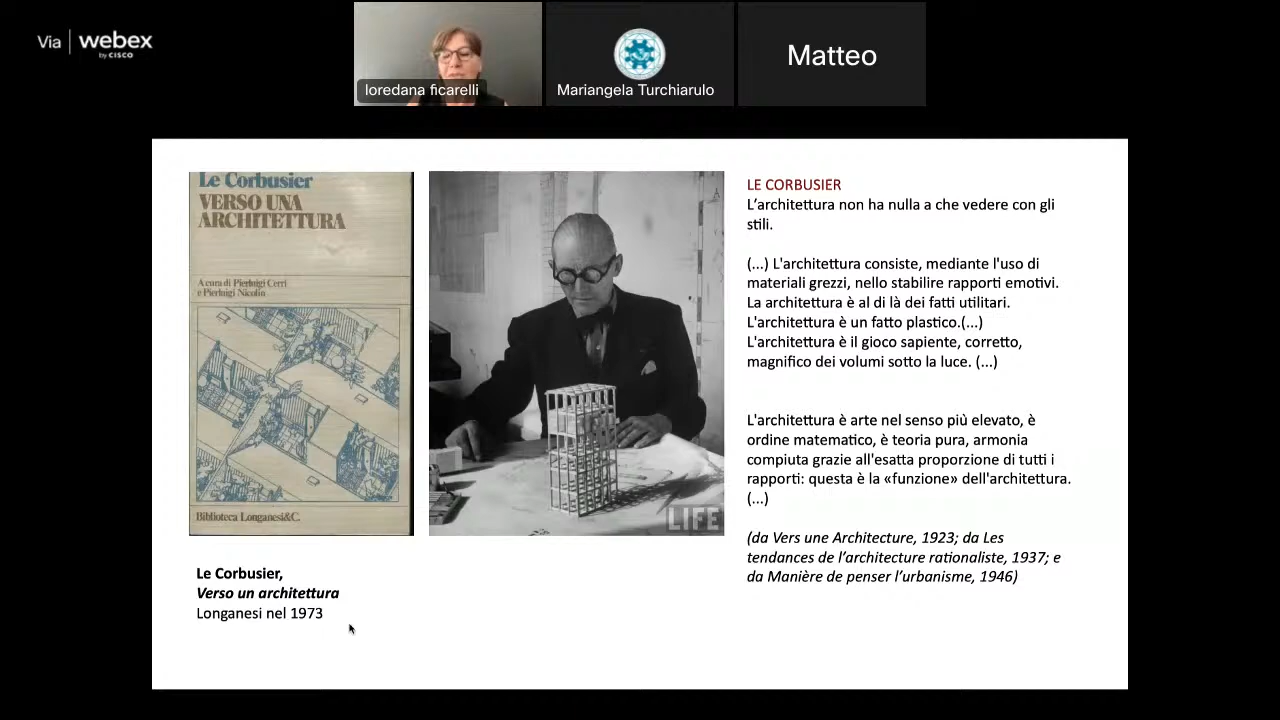 Via | webex
by CISCO
loredana ficarelli
Mariangela Turchiarulo
Matteo
Le Corbusier
VERSO UNA
ARCHITETTURA
A cura di Pierluigi Cerri
e Pierluigi Nicolin
Biblioteca Longanesi&C.
LIFE
Le Corbusier,
Verso un architettura
Longanesi nel 1973
LE CORBUSIER
L’architettura non ha nulla a che vedere con gli
stili.
(...) L'architettura consiste, mediante l'uso di
materiali grezzi, nello stabilire rapporti emotivi.
La architettura è al di là dei fatti utilitari.
L'architettura è un fatto plastico.(...)
L'architettura è il gioco sapiente, corretto,
magnifico dei volumi sotto la luce. (...)
L'architettura è arte nel senso più elevato, è
ordine matematico, è teoria pura, armonia
compiuta grazie all'esatta proporzione di tutti i
rapporti: questa è la «funzione» dell'architettura.
(...)
(da Vers une Architecture, 1923; da Les
tendances de l’architecture rationaliste, 1937; e
da Manière de penser l’urbanisme, 1946)